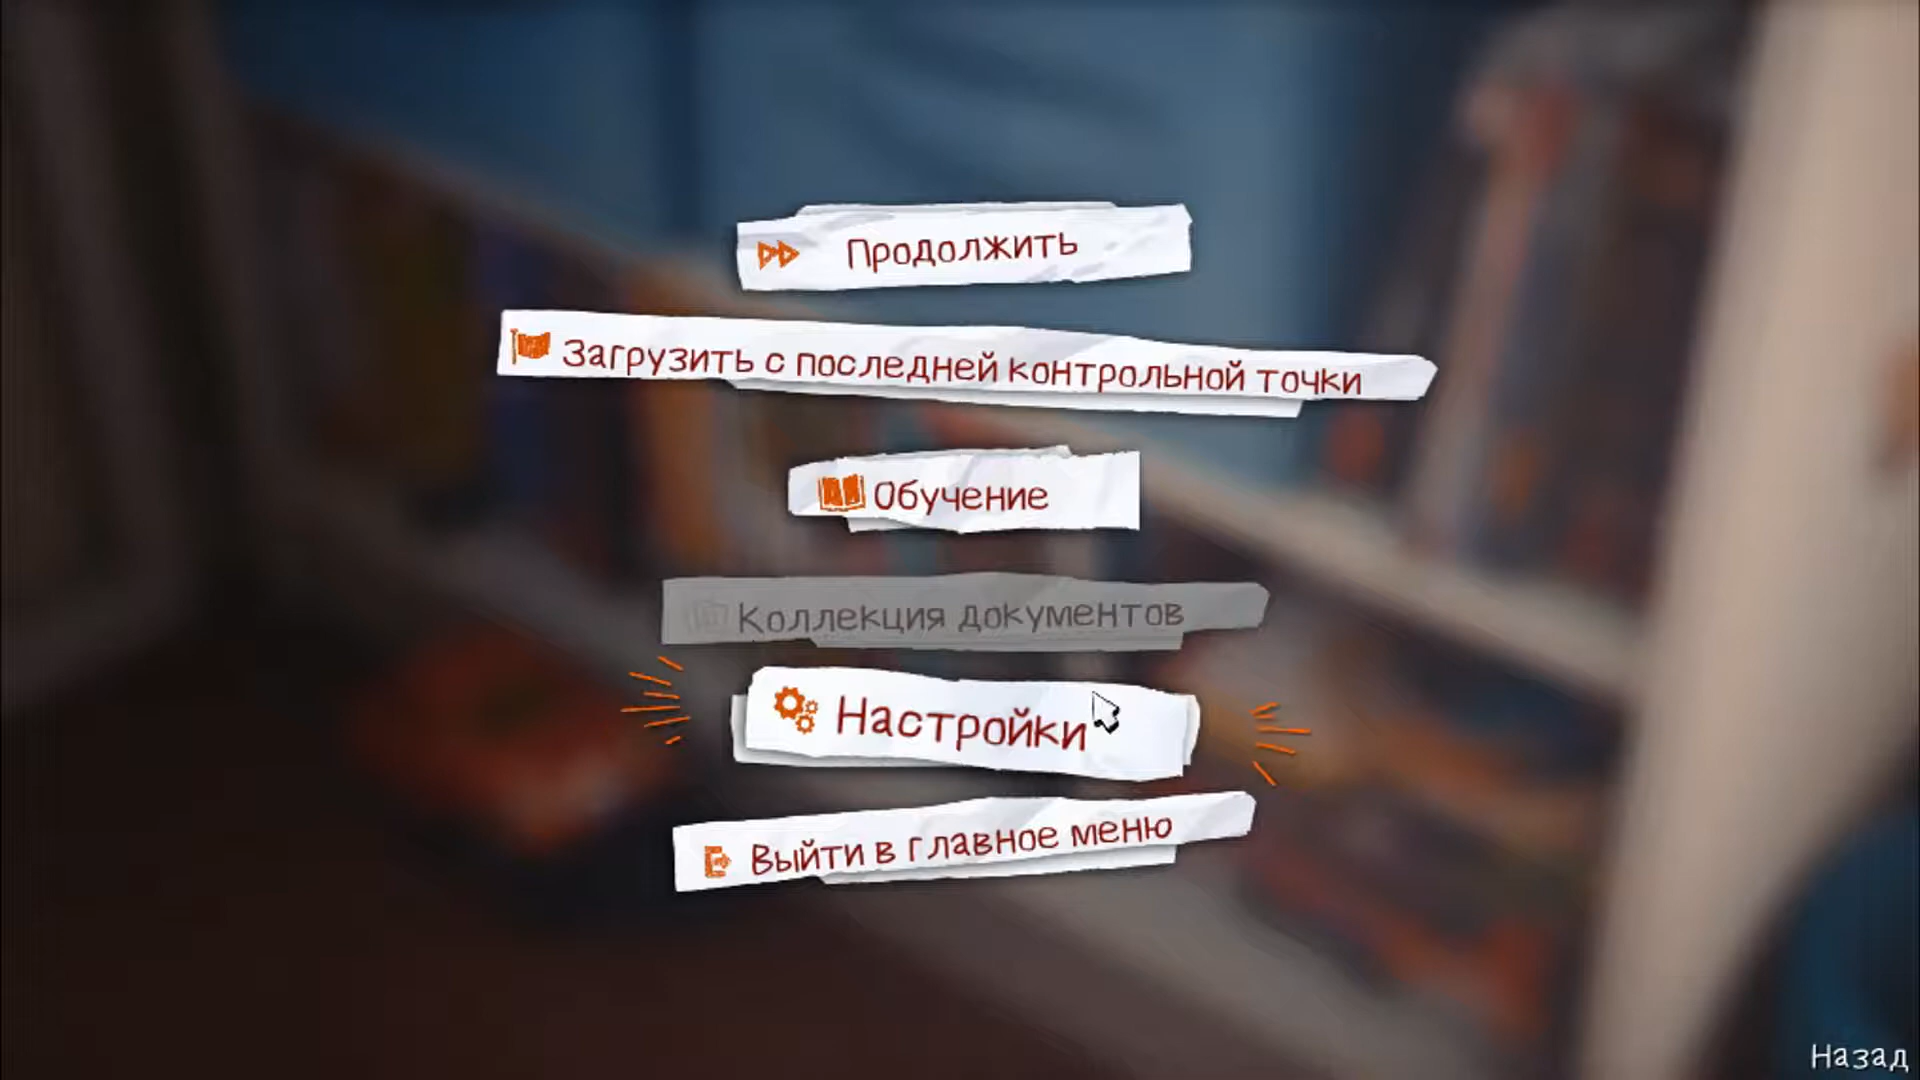 Продолжить
Загрузить с последней контрольной точки
Обучение
Коллекция документов
Настройки
Выйти в главное меню
Назад